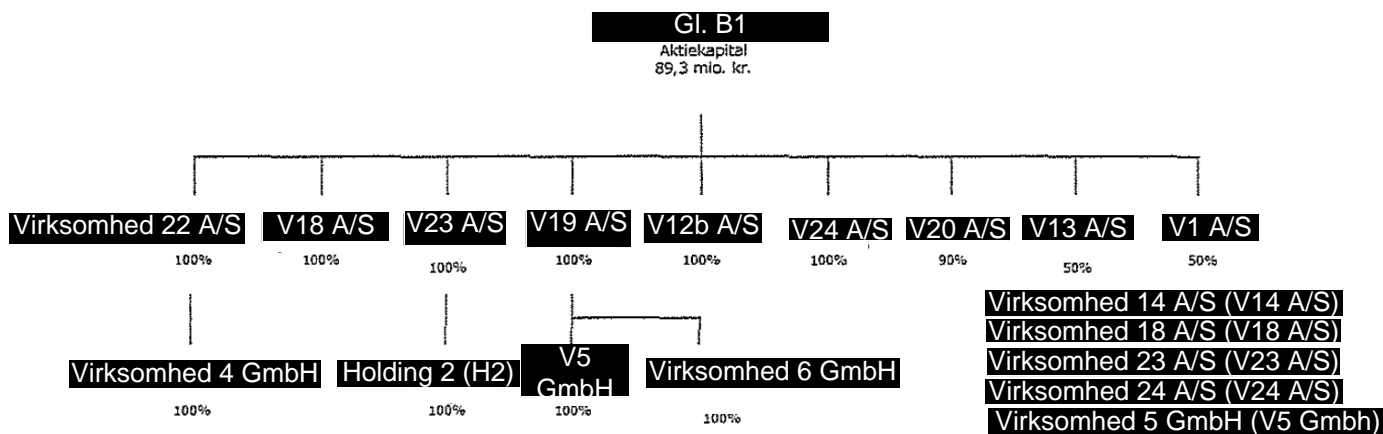 Gl. B1
Aktiekapital
89,3 mio. kr.
Virksomhed 22 A/S V18 A/S V23 A/S V19 A/S V12b A/S V24 A/S V20 A/S V13 A/S V1 A/S
100% 100% 100% 100% 100% 100% 90% 50% 50%
Virksomhed 14 A/S (V14 A/S)
Virksomhed 18 A/S (V18 A/S)
Virksomhed 23 A/S (V23 A/S)
Virksomhed 24 A/S (V24 A/S)
Virksomhed 5 GmbH (V5 Gmbh)
Virksomhed 4 GmbH Holding 2 (H2) V5 GmbH Virksomhed 6 GmbH
100% 100% 100% 100%